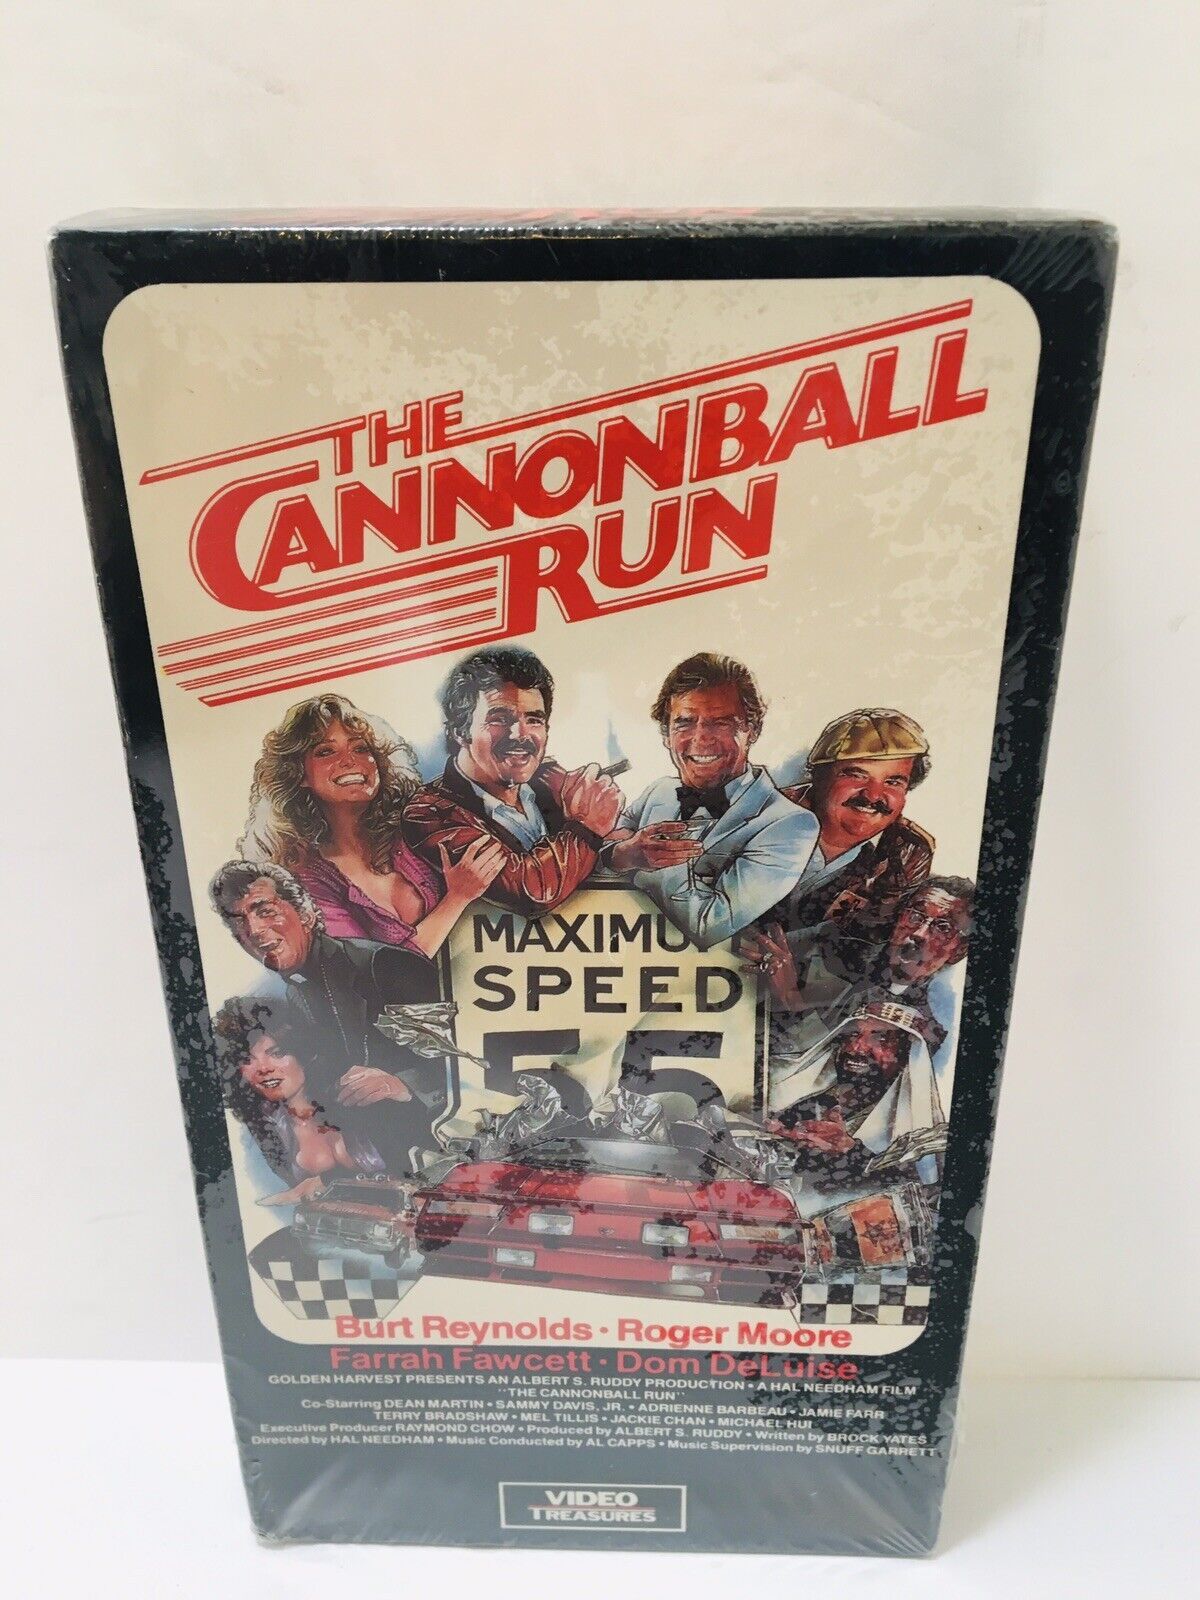 THE
CANNONBALL
RUN
MAXIMUM
SPEED
55
Burt Reynolds · Roger Moore
Farrah Fawcett · Dom DeLuise
GOLDEN HARVEST PRESENTS AN ALBERT S. RUDDY PRODUCTION · A HAL NEEDHAM FILM
"THE CANNONBALL RUN"
Co-Starring DEAN MARTIN · SAMMY DAVIS, JR. · ADRIENNE BARBEAU · JAMIE FARR
TERRY BRADSHAW · MEL TILLIS · JACKIE CHAN · MICHAEL HUI
Executive Producer RAYMOND CHOW · Produced by ALBERT S. RUDDY · Written by BROCK YATES
Directed by HAL NEEDHAM · Music Conducted by AL CAPPS · Music Supervision by SNUFF GARRETT
VIDEO
TREASURES